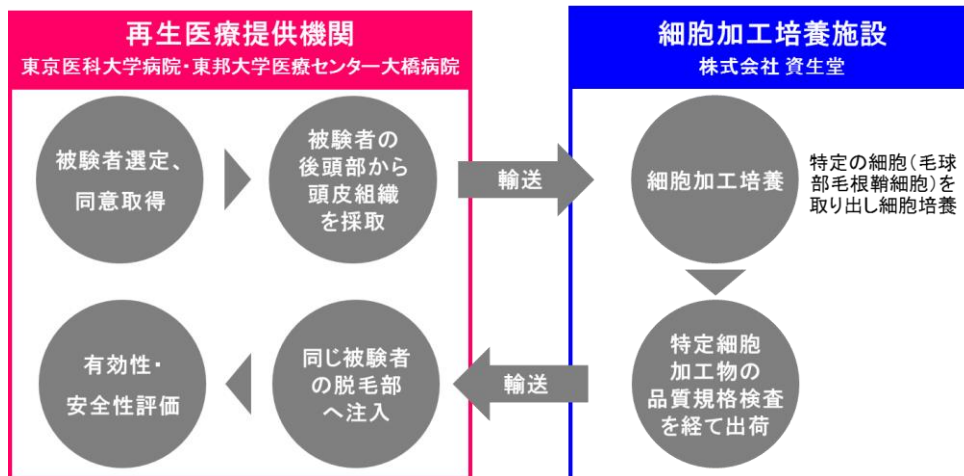 再生医療提供機関
東京医科大学病院・東邦大学医療センター大橋病院
被験者選定、
同意取得
被験者の
後頭部から
頭皮組織
を採取
輸送
細胞加工培養施設
株式会社 資生堂
細胞加工培養
特定の細胞(毛球
部毛根鞘細胞)を
取り出し細胞培養
特定細胞
加工物の
品質規格検査
を経て出荷
輸送
同じ被験者
の脱毛部
へ注入
有効性・
安全性評価